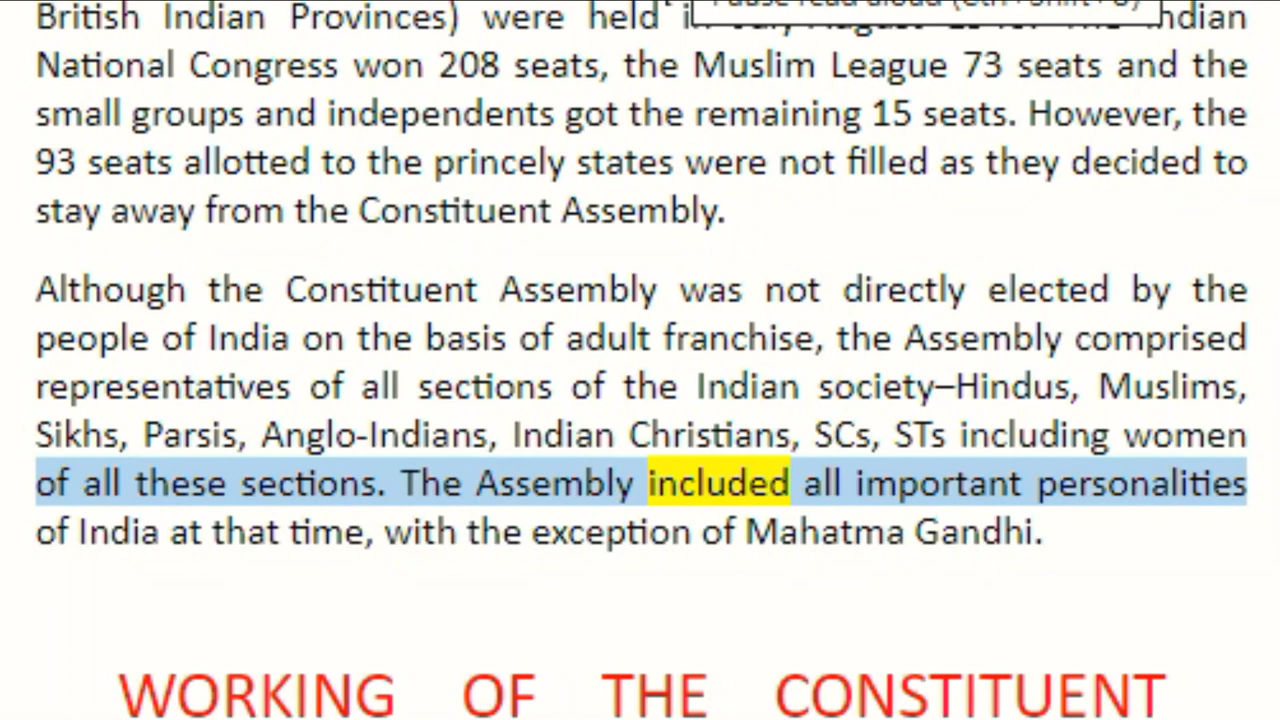 British Indian Provinces) were held
National Congress won 208 seats, the Muslim League 73 seats and the
small groups and independents got the remaining 15 seats. However, the
93 seats allotted to the princely states were not filled as they decided to
stay away from the Constituent Assembly.
Although the Constituent Assembly was not directly elected by the
people of India on the basis of adult franchise, the Assembly comprised
representatives of all sections of the Indian society–Hindus, Muslims,
Sikhs, Parsis, Anglo-Indians, Indian Christians, SCs, STs including women
of all these sections. The Assembly included all important personalities
of India at that time, with the exception of Mahatma Gandhi.
WORKING OF THE CONSTITUENT